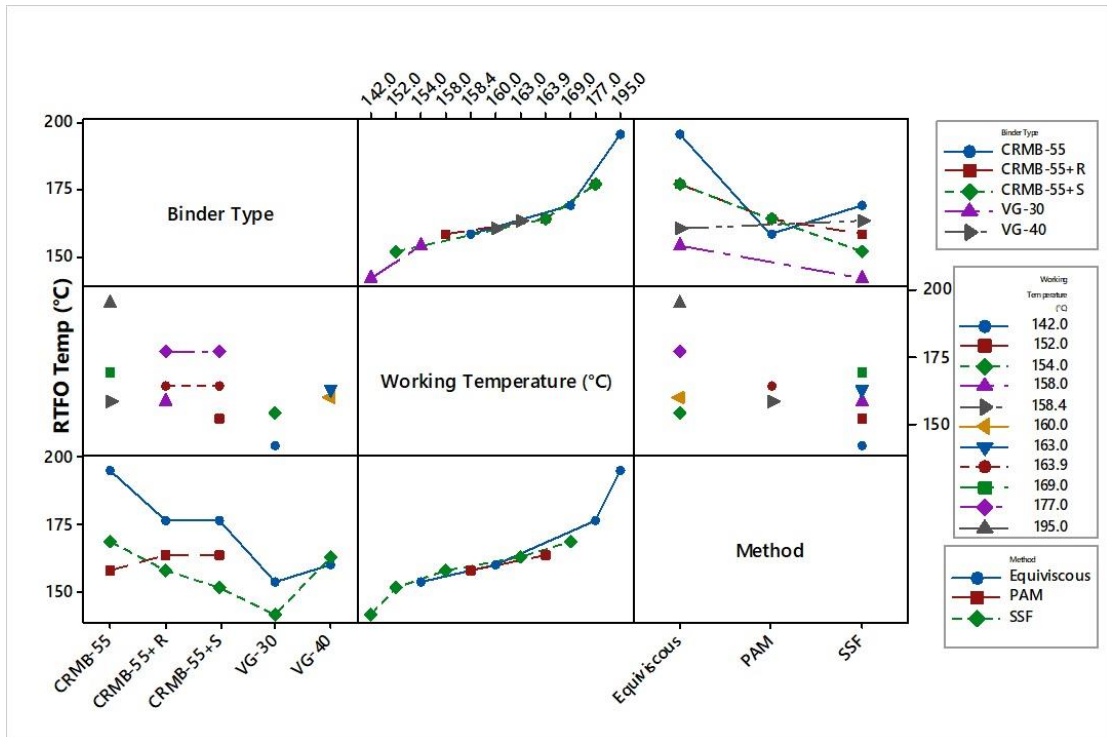 142.0
152.0
154.0
158.0
158.4
160.0
163.0
163.9
169.0
177.0
195.0
200
175
150
Binder Type
Binder Type
CRMB-55
CRMB-55+R
CRMB-55+S
VG-30
VG-40
RTFO Temp (°C)
Working Temperature (°C)
200
175
150
Working
Temperature
(°C)
142.0
152.0
154.0
158.0
158.4
160.0
163.0
163.9
169.0
177.0
195.0
200
175
150
Method
Method
Equiviscous
PAM
SSF
CRMB-55
CRMB-55+R
CRMB-55+S
VG-30
VG-40
Equiviscous
PAM
SSF